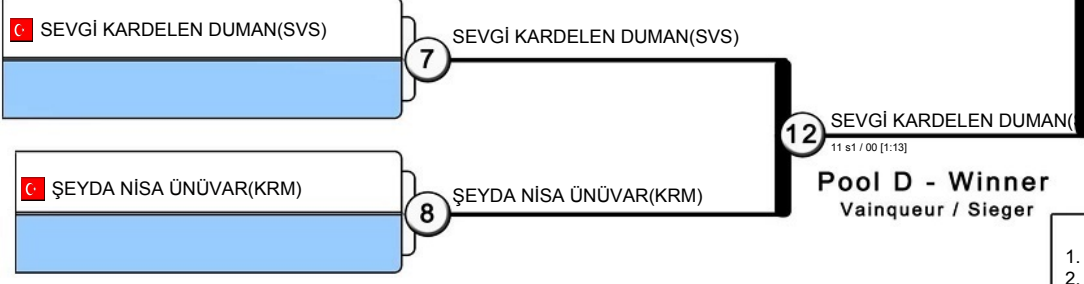 SEVGİ KARDELEN DUMAN(SVS)
7
SEVGİ KARDELEN DUMAN(SVS)
12
SEVGİ KARDELEN DUMAN(
11 s1 / 00 [1:13]
Pool D - Winner
Vainqueur / Sieger
ŞEYDA NİSA ÜNÜVAR(KRM)
8
ŞEYDA NİSA ÜNÜVAR(KRM)
1.
2.